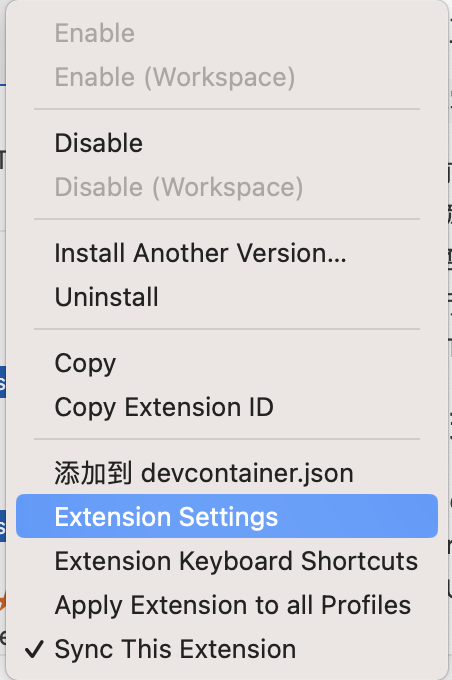 Enable
Enable (Workspace)
Disable
Disable (Workspace)
Install Another Version...
Uninstall
Copy
Copy Extension ID
添加到 devcontainer.json
Extension Settings
Extension Keyboard Shortcuts
Apply Extension to all Profiles
✓ Sync This Extension